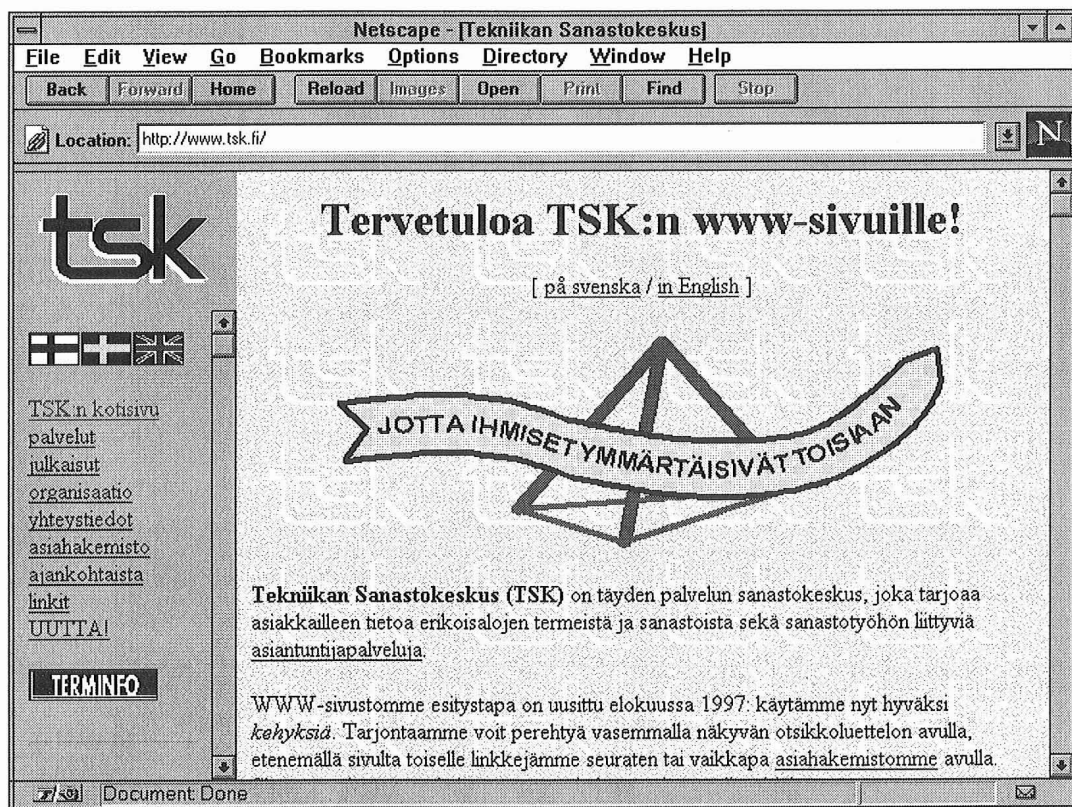 Netscape - [Tekniikan Sanastokeskus]
File Edit View Go Bookmarks Options Directory Window Help
Back Forward Home Reload Images Open Print Find Stop
Location: http://www.tsk.fi/
N
tsk
TSK:n kotisivu
palvelut
julkaisut
organisaatio
yhteystiedot
asiahakemisto
ajankohtaista
linkit
UUTTA!
TERMINFO
Tervetuloa TSK:n www-sivuille!
[ på svenska / in English ]
JOTTA IHMISET YMMÄRTÄISIVÄT TOISIAAN
Tekniikan Sanastokeskus (TSK) on täyden palvelun sanastokeskus, joka tarjoaa
asiakkailleen tietoa erikoisalojen termeistä ja sanastoista sekä sanastotyöhön liittyviä
asiantuntijapalveluja.
WWW-sivustomme esitystapa on uusittu elokuussa 1997: käytämme nyt hyväksi
kehyksiä. Tarjontaamme voit perehtyä vasemmalla näkyvän otsikkoluettelon avulla,
etenemällä sivulta toiselle linkkejämme seuraten tai vaikkapa asiahakemistomme avulla.
Document: Done